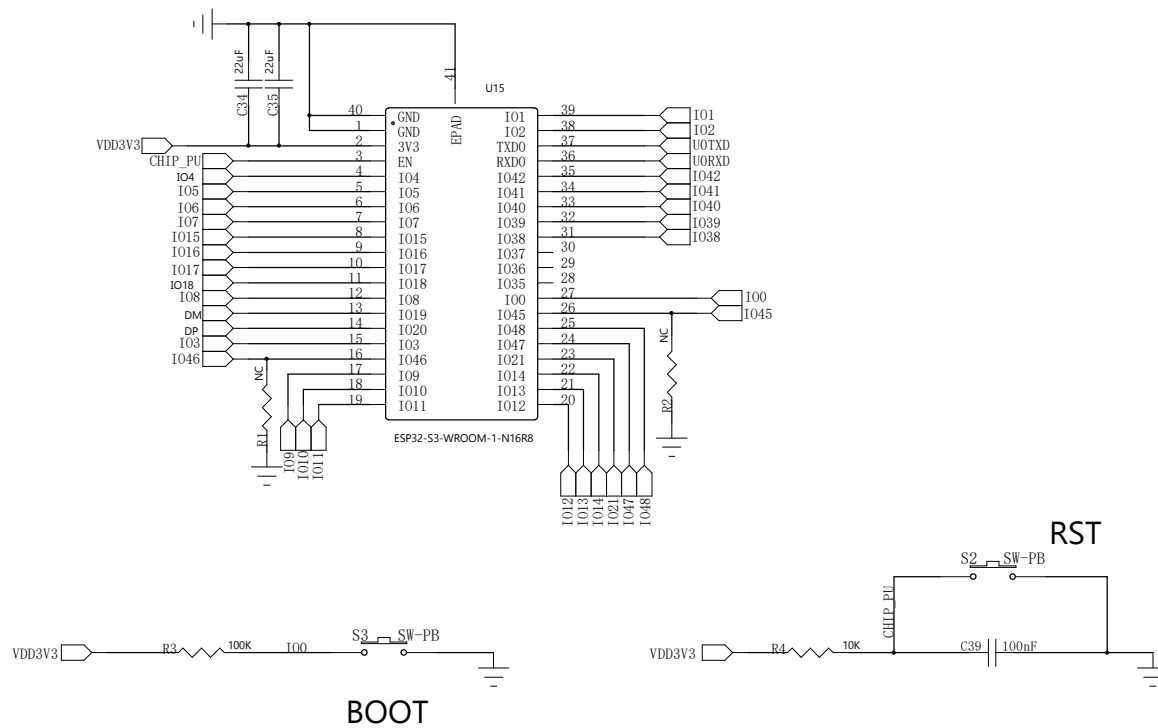 22uF
22uF
C34
C35
41
U15
EPAD
VDD3V3
CHIP_PU
IO4
IO5
IO6
IO7
IO15
IO16
IO17
IO18
IO8
DM
DP
IO3
IO46
40 GND
1 GND
2 3V3
3 EN
4 IO4
5 IO5
6 IO6
7 IO7
8 IO15
9 IO16
10 IO17
11 IO18
12 IO8
13 IO19
14 IO20
15 IO3
16 IO46
17 IO9
18 IO10
19 IO11
IO1 39 IO1
IO2 38 IO2
TXD0 37 U0TXD
RXD0 36 U0RXD
IO42 35 IO42
IO41 34 IO41
IO40 33 IO40
IO39 32 IO39
IO38 31 IO38
IO37 30
IO36 29
IO35 28
IO0 27 IO0
IO45 26 IO45
IO48 25
IO47 24
IO21 23
IO14 22
IO13 21
IO12 20
NC
R1
IO9
IO10
IO11
ESP32-S3-WROOM-1-N16R8
NC
R2
IO12
IO13
IO14
IO21
IO47
IO48
VDD3V3 R3 100K IO0 S3 SW-PB
BOOT
RST
S2 SW-PB
CHIP_PU
VDD3V3 R4 10K C39 100nF